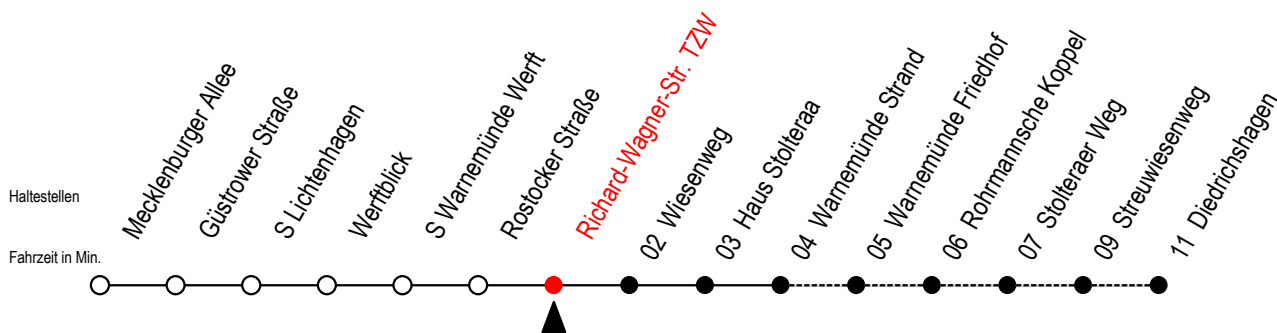 Haltestellen
Fahrzeit in Min.
Mecklenburger Allee
Güstrower Straße
S Lichtenhagen
Werftblick
S Warnemünde Werft
Rostocker Straße
Richard-Wagner-Str. TZW
02 Wiesenweg
03 Haus Stolteraa
04 Warnemünde Strand
05 Warnemünde Friedhof
06 Rohrmannsche Koppel
07 Stolteraer Weg
09 Streuwiesenweg
11 Diedrichshagen